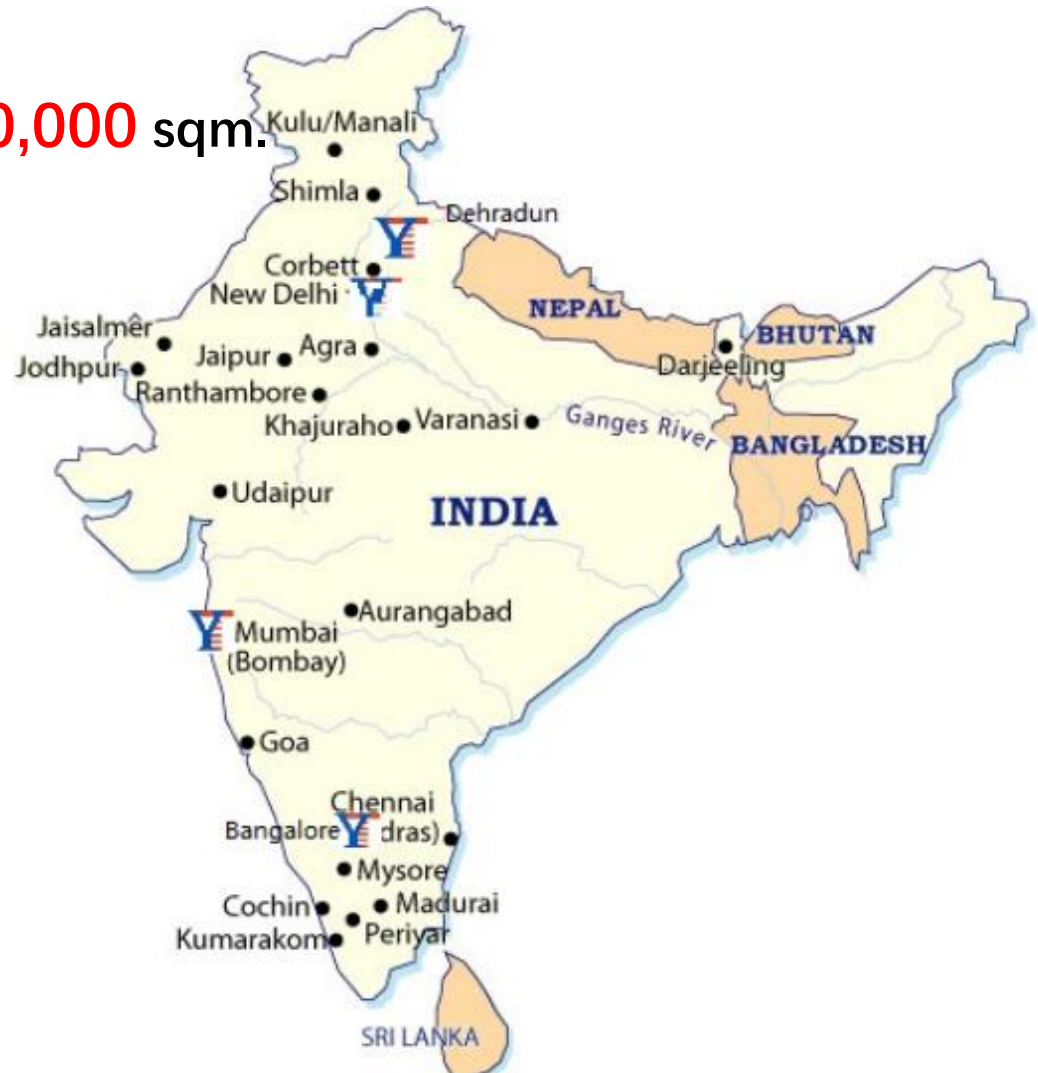 0,000 sqm.
Kulu/Manali
Shimla
Dehradun
Corbett
New Delhi
NEPAL
BHUTAN
Jaisalmer
Jodhpur
Jaipur
Agra
Darjeeling
Ranthambore
Khajuraho
Varanasi
Ganges River
BANGLADESH
Udaipur
INDIA
Aurangabad
Mumbai
(Bombay)
Goa
Chennai
Bangalore
dras)
Mysore
Cochin
Madurai
Kumarakom
Periyar
SRI LANKA